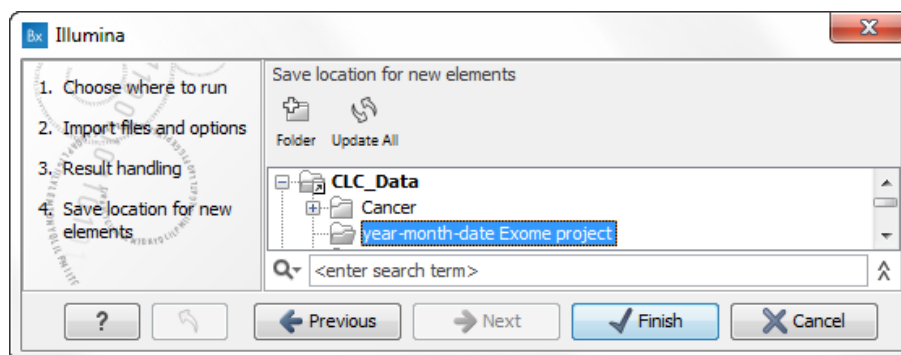 Bx Illumina
1. Choose where to run
2. Import files and options
3. Result handling
4. Save location for new
elements
Save location for new elements
Folder Update All
CLC_Data
Cancer
year-month-date Exome project
<enter search term>
? Previous Next Finish Cancel